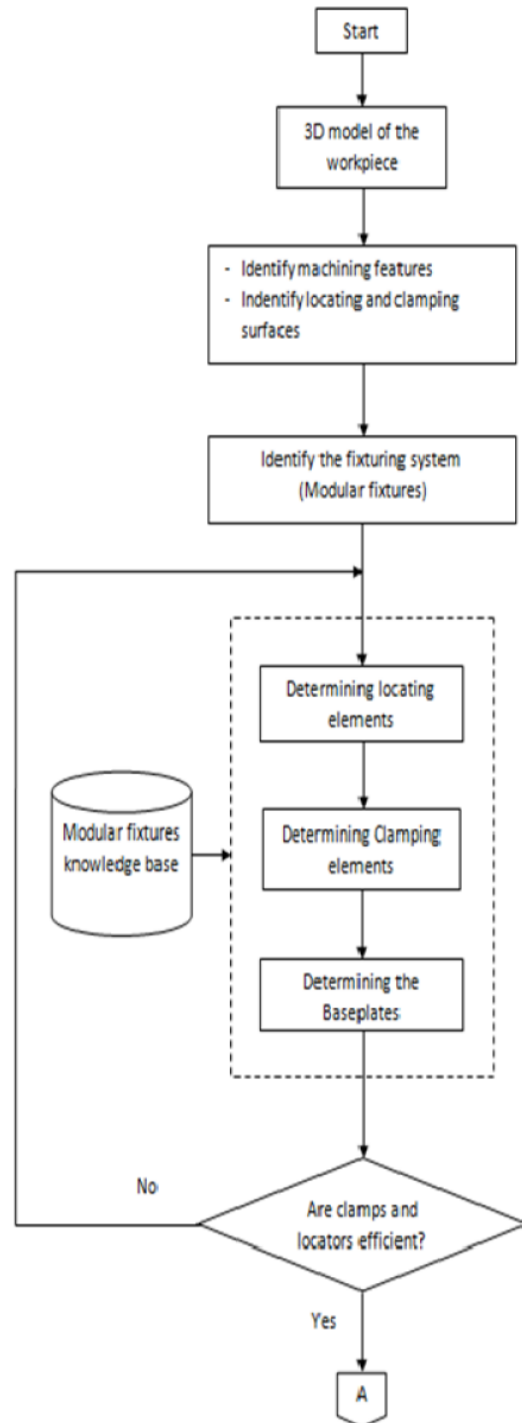 Start
3D model of the
workpiece
- Identify machining features
- Indentify locating and clamping
surfaces
Identify the fixturing system
(Modular fixtures)
Determining locating
elements
Modular fixtures
knowledge base
Determining Clamping
elements
Determining the
Baseplates
No
Are clamps and
locators efficient?
Yes
A